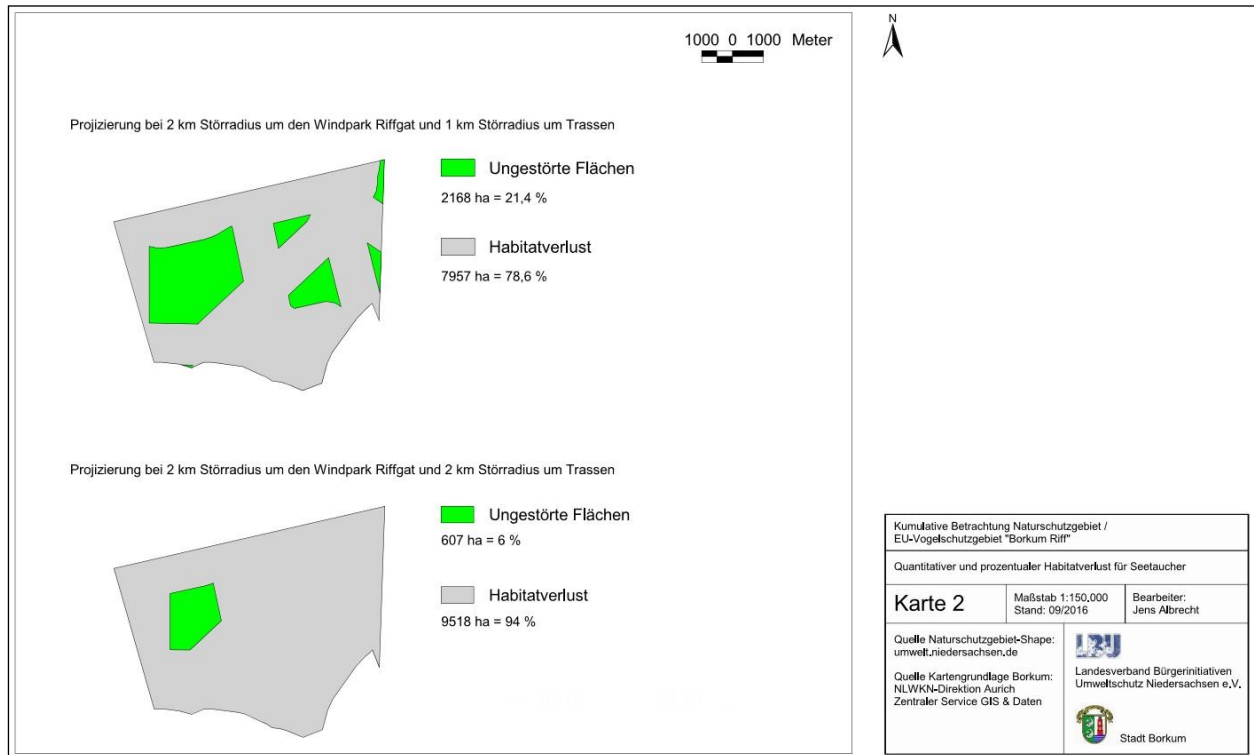 1000 0 1000 Meter
N
Projizierung bei 2 km Störradius um den Windpark Riffgat und 1 km Störradius um Trassen
Ungestörte Flächen
2168 ha = 21,4 %
Habitatverlust
7957 ha = 78,6 %
Projizierung bei 2 km Störradius um den Windpark Riffgat und 2 km Störradius um Trassen
Ungestörte Flächen
607 ha = 6 %
Habitatverlust
9518 ha = 94 %
Kumulative Betrachtung Naturschutzgebiet /
EU-Vogelschutzgebiet "Borkum Riff"
Quantitativer und prozentualer Habitatverlust für Seetaucher
Karte 2
Maßstab 1:150.000
Stand: 09/2016
Bearbeiter:
Jens Albrecht
Quelle Naturschutzgebiet-Shape:
umwelt.niedersachsen.de
Quelle Kartengrundlage Borkum:
NLWKN-Direktion Aurich
Zentraler Service GIS & Daten
LBU
Landesverband Bürgerinitiativen
Umweltschutz Niedersachsen e.V.
Stadt Borkum